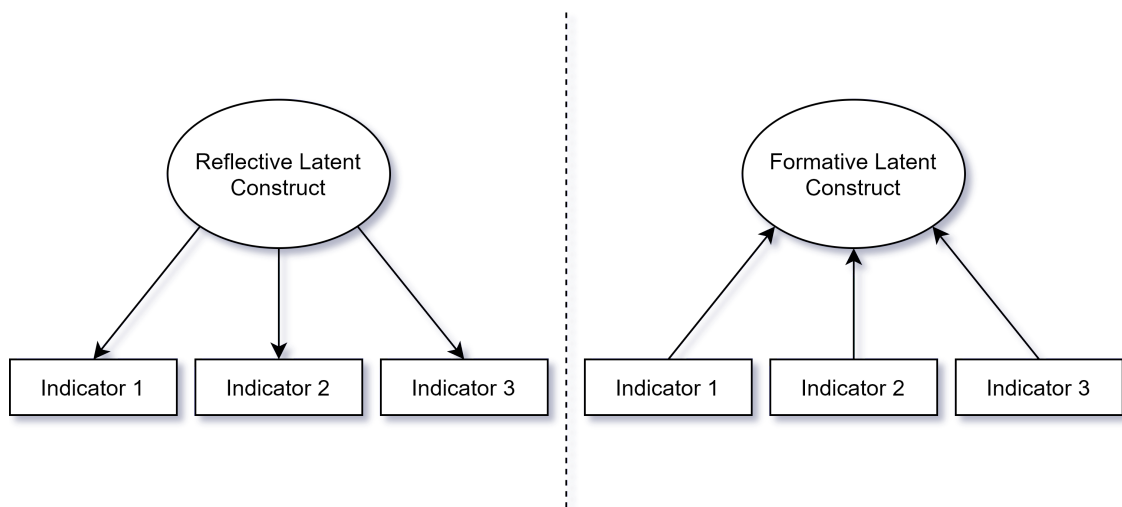 Reflective Latent
Construct
Indicator 1
Indicator 2
Indicator 3
Formative Latent
Construct
Indicator 1
Indicator 2
Indicator 3